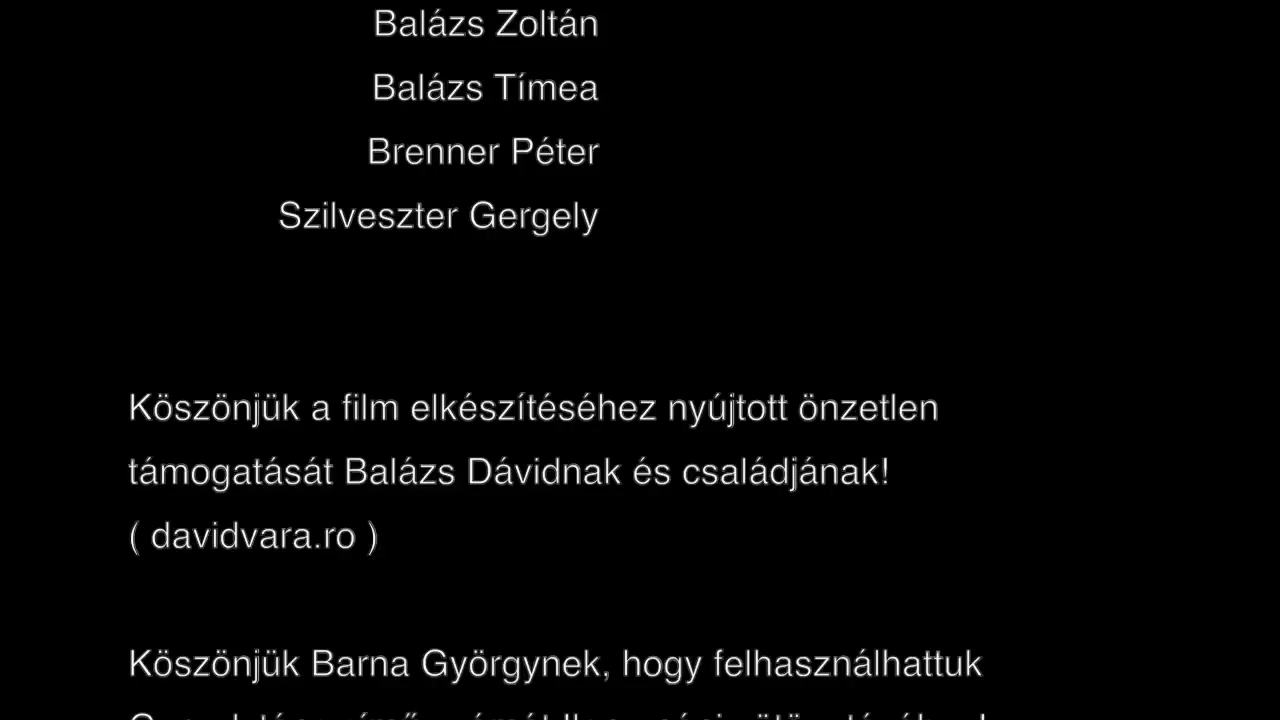 Balázs Zoltán
Balázs Tímea
Brenner Péter
Szilveszter Gergely
Köszönjük a film elkészítéséhez nyújtott önzetlen
támogatását Balázs Dávidnak és családjának!
( davidvara.ro )
Köszönjük Barna Györgynek, hogy felhasználhattuk